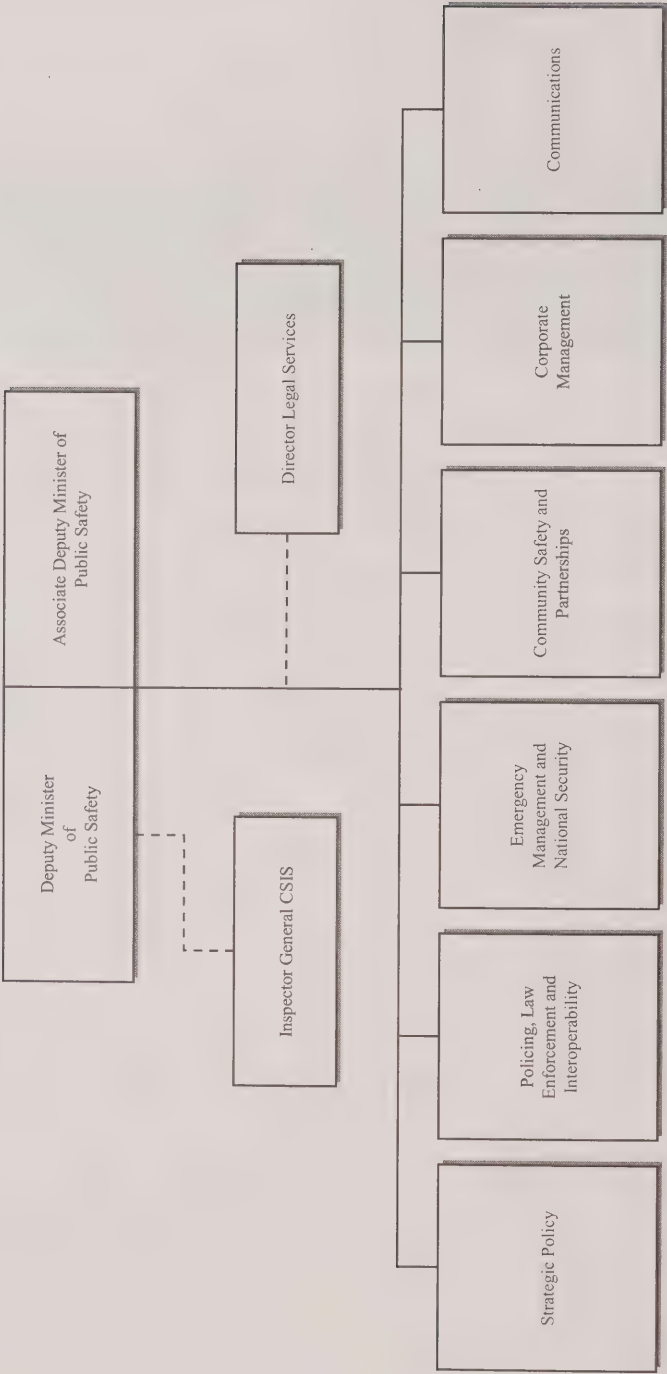 Deputy Minister
of
Public Safety
Associate Deputy Minister of
Public Safety
Inspector General CSIS
Director Legal Services
Strategic Policy
Policing, Law
Enforcement and
Interoperability
Emergency
Management and
National Security
Community Safety and
Partnerships
Corporate
Management
Communications